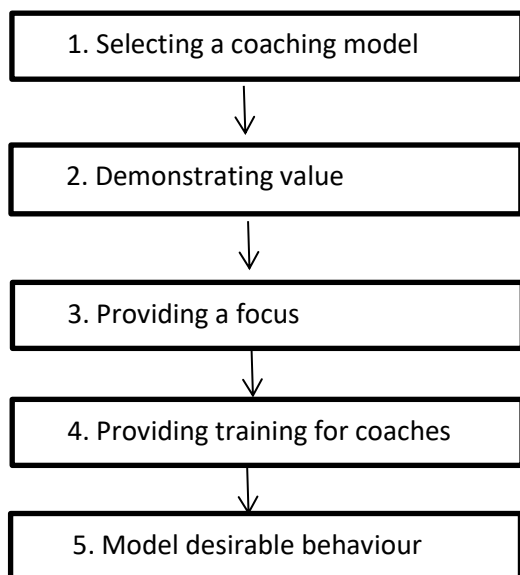 1. Selecting a coaching model
2. Demonstrating value
3. Providing a focus
4. Providing training for coaches
5. Model desirable behaviour